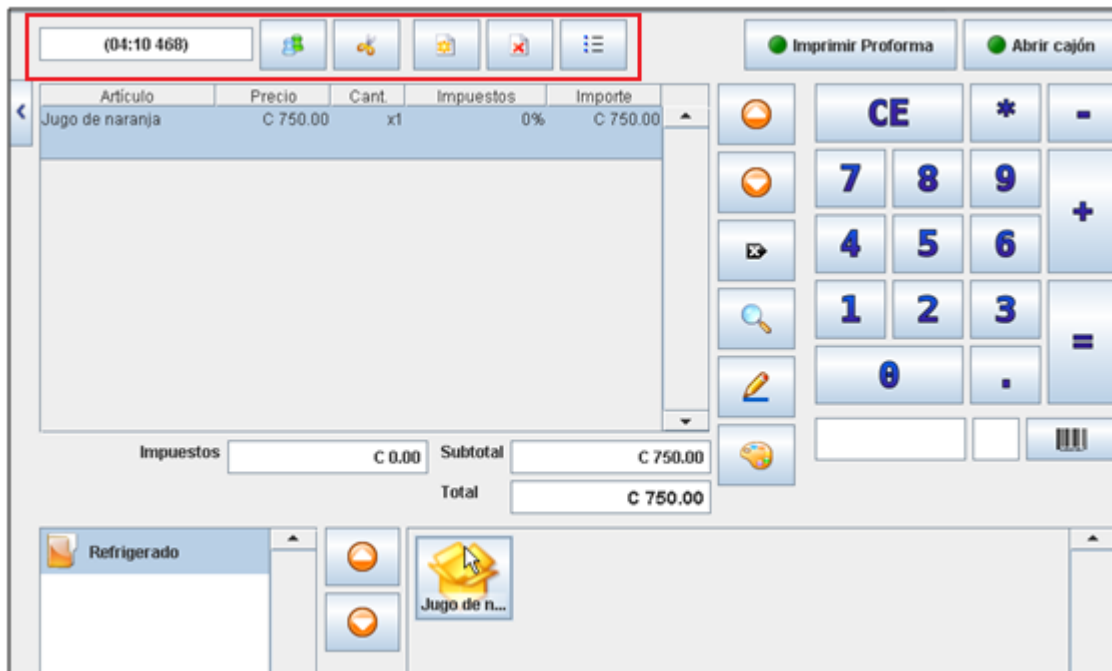 (04:10 468)
Imprimir Proforma
Abrir cajón
Artículo Precio Cant. Impuestos Importe
Jugo de naranja C 750.00 x1 0% C 750.00
CE * -
7 8 9 +
4 5 6
1 2 3 =
0 .
Impuestos C 0.00 Subtotal C 750.00
Total C 750.00
Refrigerado
Jugo de n...